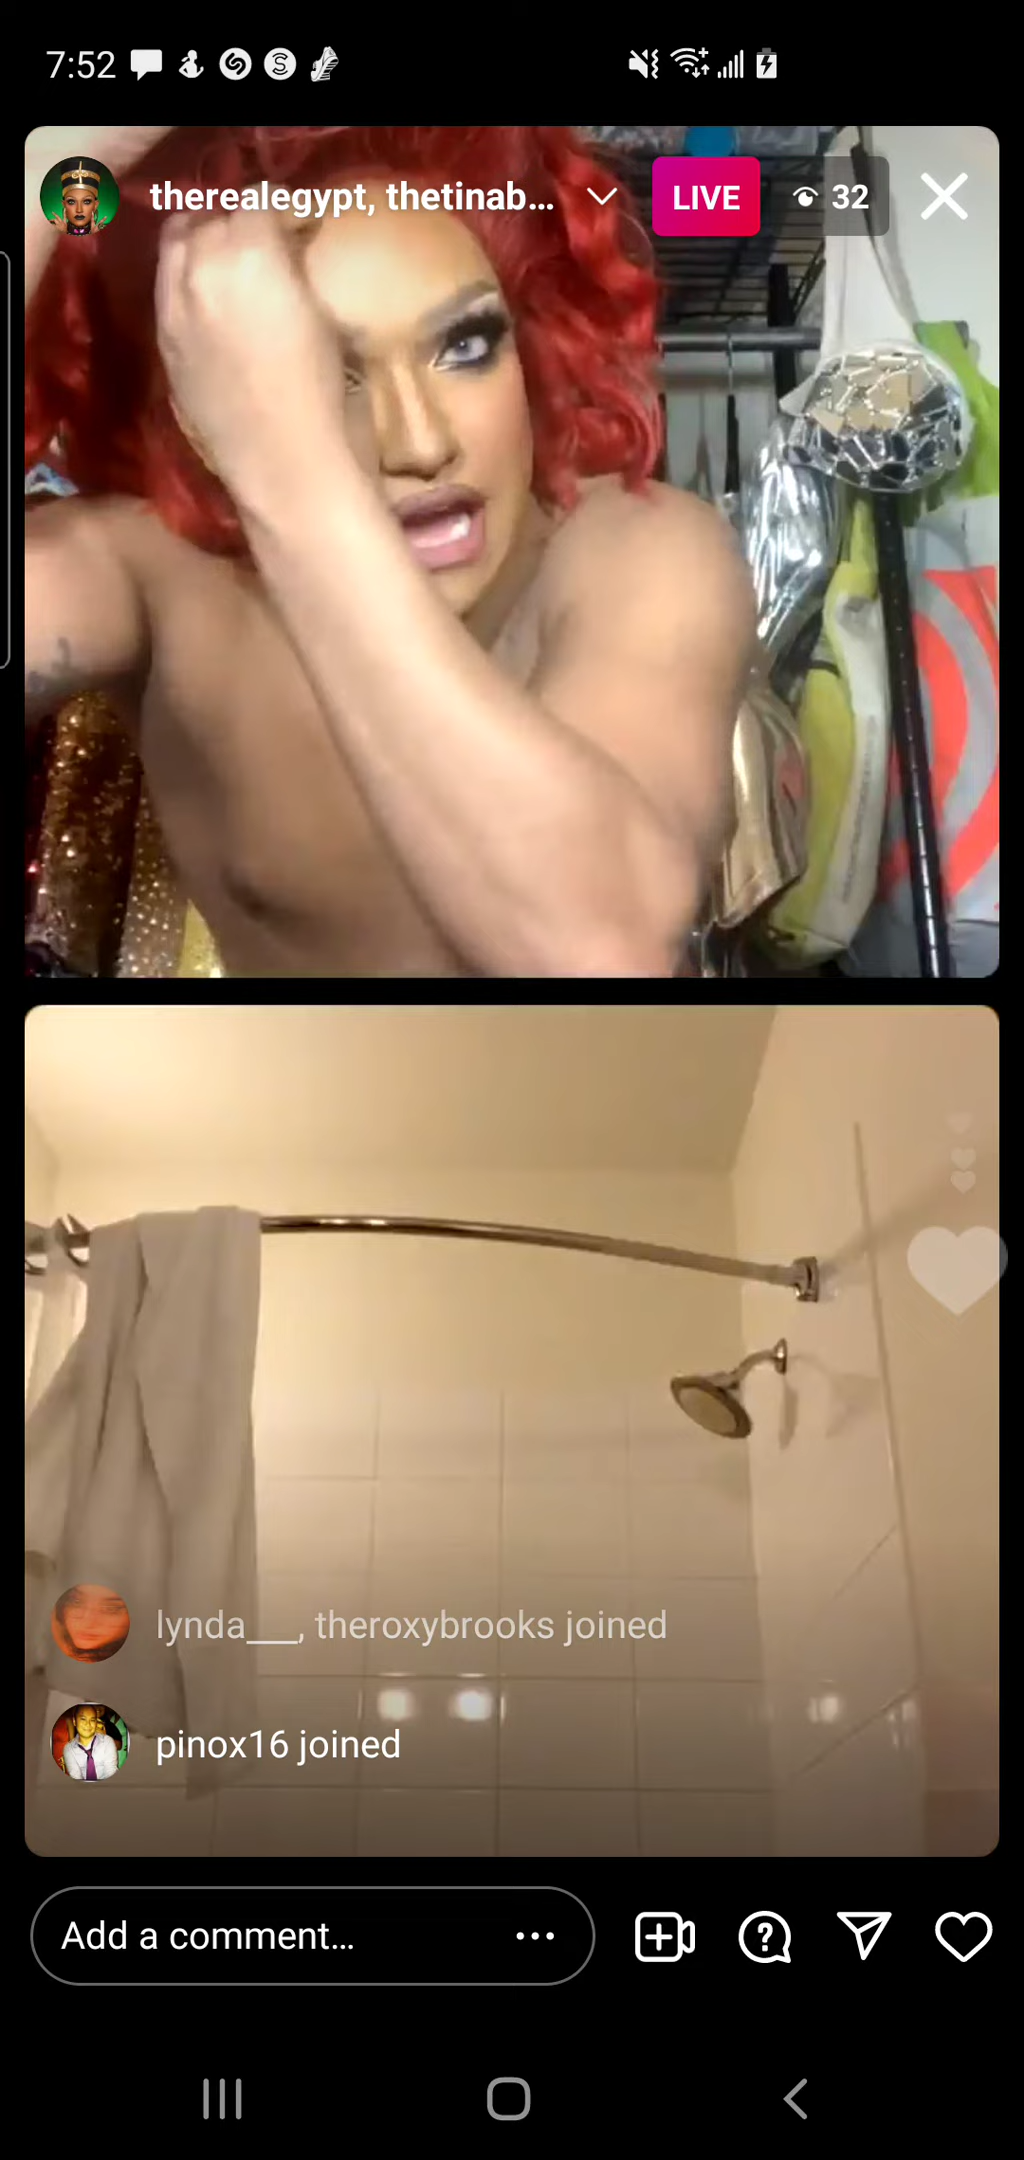 7:52
therealegypt, thetinab...
LIVE
32
lynda___, theroxybrooks joined
pinox16 joined
Add a comment...